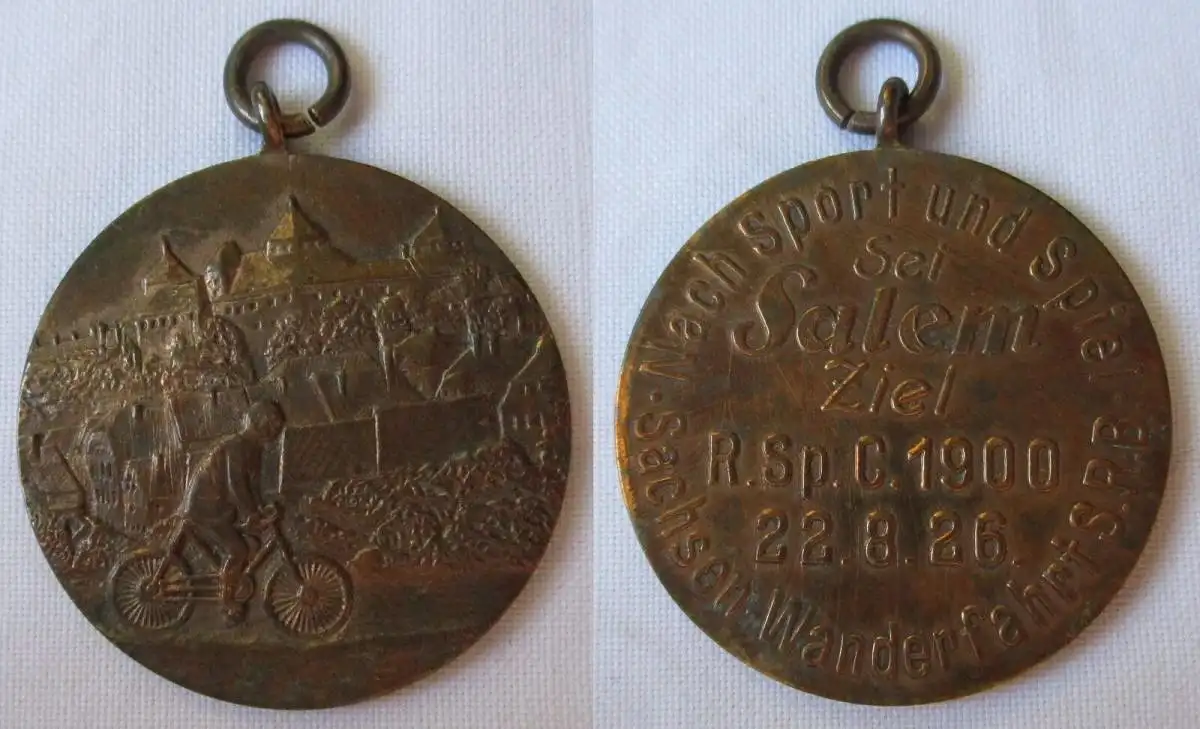 Nach Sport und Spiel
Sei
Salem
Ziel
R.Sp.C.1900
22.8.26.
Sachsen-Wanderfahrt S.R.B.